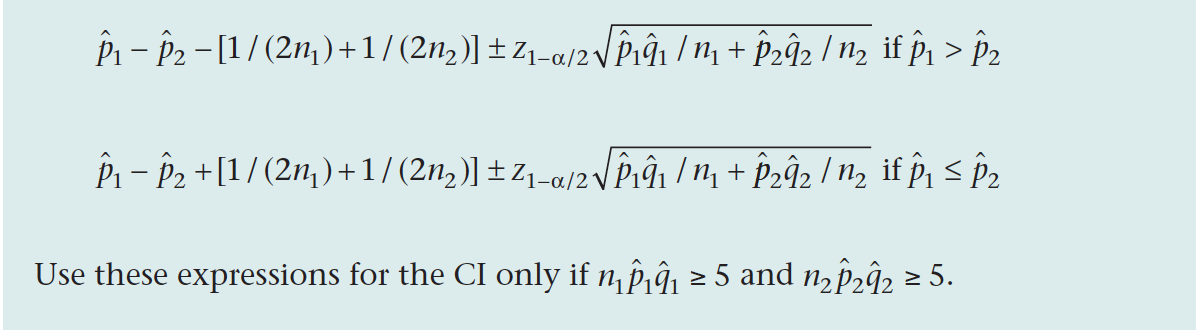 p̂₁ − p̂₂ − [1 / (2n₁) + 1 / (2n₂)] ± z₁₋α/₂ √(p̂₁q̂₁ / n₁ + p̂₂q̂₂ / n₂) if p̂₁ > p̂₂
p̂₁ − p̂₂ + [1 / (2n₁) + 1 / (2n₂)] ± z₁₋α/₂ √(p̂₁q̂₁ / n₁ + p̂₂q̂₂ / n₂) if p̂₁ ≤ p̂₂
Use these expressions for the CI only if n₁p̂₁q̂₁ ≥ 5 and n₂p̂₂q̂₂ ≥ 5.